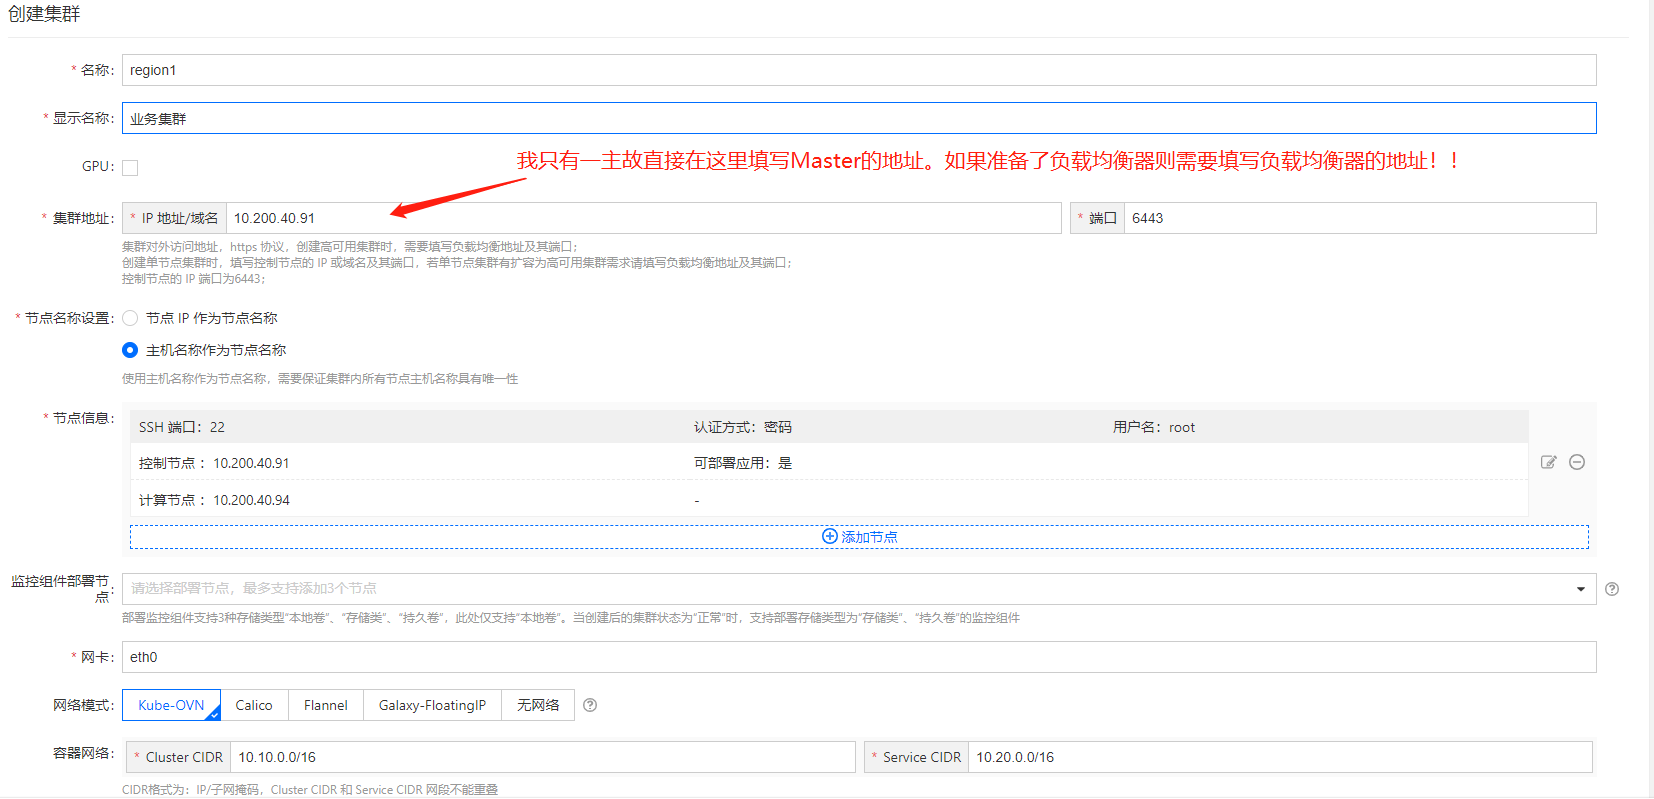 创建集群
* 名称： region1
* 显示名称： 业务集群
GPU：
我只有一主故直接在这里填写Master的地址。如果准备了负载均衡器则需要填写负载均衡器的地址！！
* 集群地址： * IP 地址/域名 10.200.40.91 * 端口 6443
集群对外访问地址，https 协议，创建高可用集群时，需要填写负载均衡地址及其端口；
创建单节点集群时，填写控制节点的 IP 或域名及其端口，若单节点集群有扩容为高可用集群需求请填写负载均衡地址及其端口；
控制节点的 IP 端口为6443；
* 节点名称设置： 节点 IP 作为节点名称
主机名称作为节点名称
使用主机名称作为节点名称，需要保证集群内所有节点主机名称具有唯一性
* 节点信息：
SSH 端口： 22 认证方式： 密码 用户名： root
控制节点 ： 10.200.40.91 可部署应用： 是
计算节点 ： 10.200.40.94 -
添加节点
监控组件部署节
点 ：
请选择部署节点，最多支持添加3个节点
部署监控组件支持3种存储类型“本地卷”、“存储类”、“持久卷”，此处仅支持“本地卷”。当创建后的集群状态为“正常”时，支持部署存储类型为“存储类”、“持久卷”的监控组件
* 网卡： eth0
网络模式： Kube-OVN Calico Flannel Galaxy-FloatingIP 无网络
容器网络： * Cluster CIDR 10.10.0.0/16 * Service CIDR 10.20.0.0/16
CIDR格式为：IP/子网掩码，Cluster CIDR 和 Service CIDR 网段不能重叠